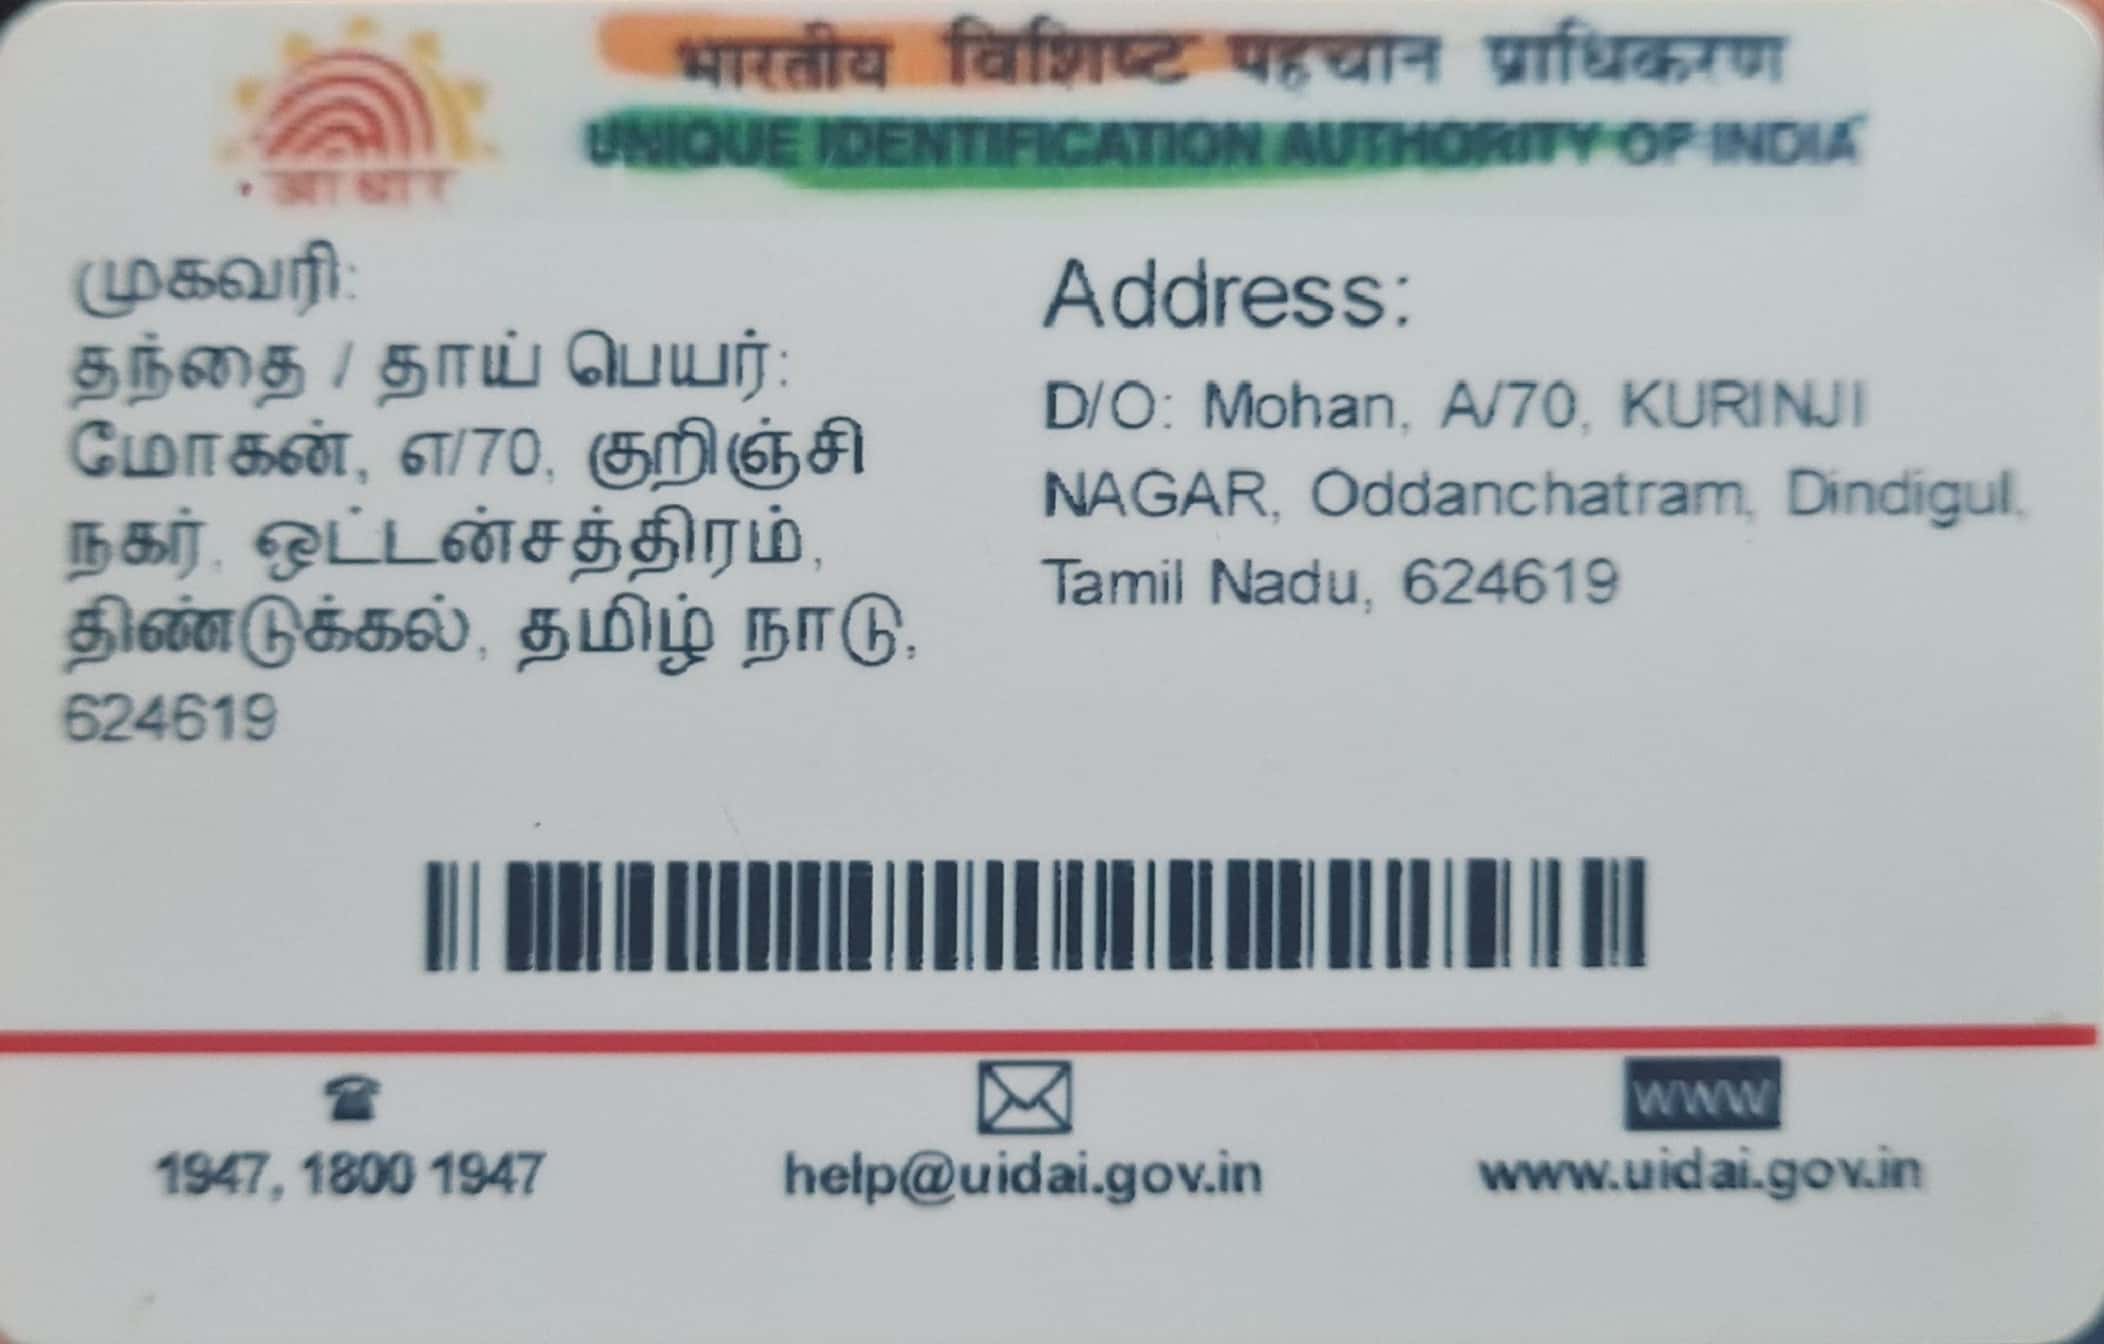 भारतीय विशिष्ट पहचान प्राधिकरण
UNIQUE IDENTIFICATION AUTHORITY OF INDIA
आधार
முகவரி:
தந்தை / தாய் பெயர்:
மோகன், எ/70, குறிஞ்சி
நகர், ஒட்டன்சத்திரம்,
திண்டுக்கல், தமிழ் நாடு,
624619
Address:
D/O: Mohan, A/70, KURINJI
NAGAR, Oddanchatram, Dindigul,
Tamil Nadu, 624619
1947, 1800 1947
help@uidai.gov.in
WWW
www.uidai.gov.in